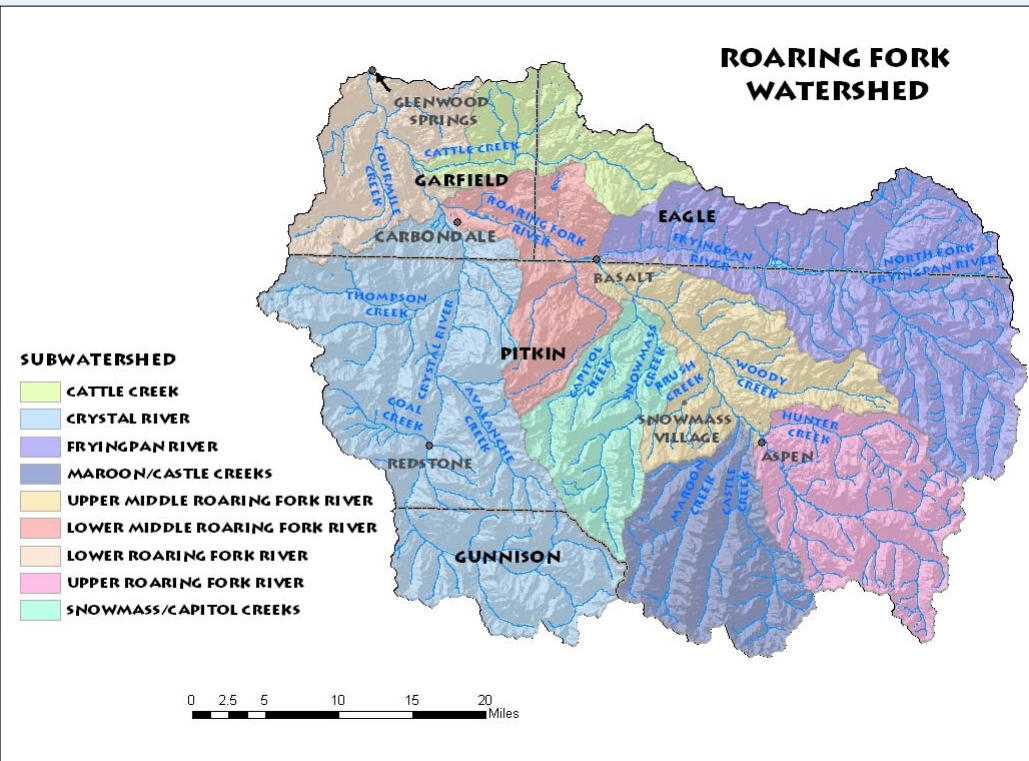 ROARING FORK
WATERSHED
GLENWOOD
SPRINGS
CATTLE CREEK
FOURMILE
CREEK
GARFIELD
ROARING FORK
RIVER
CARBONDALE
EAGLE
FRYINGPAN
RIVER
NORTH FORK
FRYINGPAN RIVER
BASALT
THOMPSON
CREEK
CRYSTAL RIVER
PITKIN
CAPITOL
CREEK
SNOWMASS
CREEK
BRUSH
CREEK
WOODY
CREEK
COAL
CREEK
AVALANCHE
CREEK
SNOWMASS
VILLAGE
HUNTER
CREEK
ASPEN
REDSTONE
MAROON
CREEK
CASTLE
CREEK
GUNNISON
SUBWATERSHED
CATTLE CREEK
CRYSTAL RIVER
FRYINGPAN RIVER
MAROON/CASTLE CREEKS
UPPER MIDDLE ROARING FORK RIVER
LOWER MIDDLE ROARING FORK RIVER
LOWER ROARING FORK RIVER
UPPER ROARING FORK RIVER
SNOWMASS/CAPITOL CREEKS
0 2.5 5 10 15 20
Miles